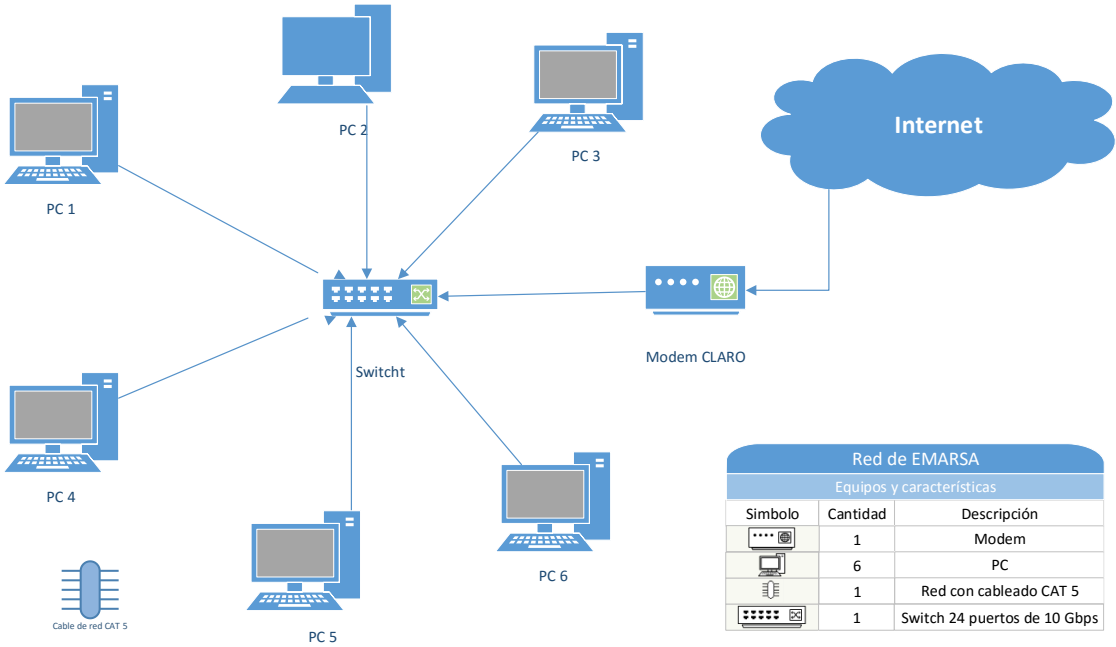 PC 2
PC 3
Internet
PC 1
Modem CLARO
Switcht
PC 4
PC 6
Cable de red CAT 5
PC 5
Red de EMARSA
Equipos y características
Simbolo Cantidad Descripción
1 Modem
6 PC
1 Red con cableado CAT 5
1 Switch 24 puertos de 10 Gbps